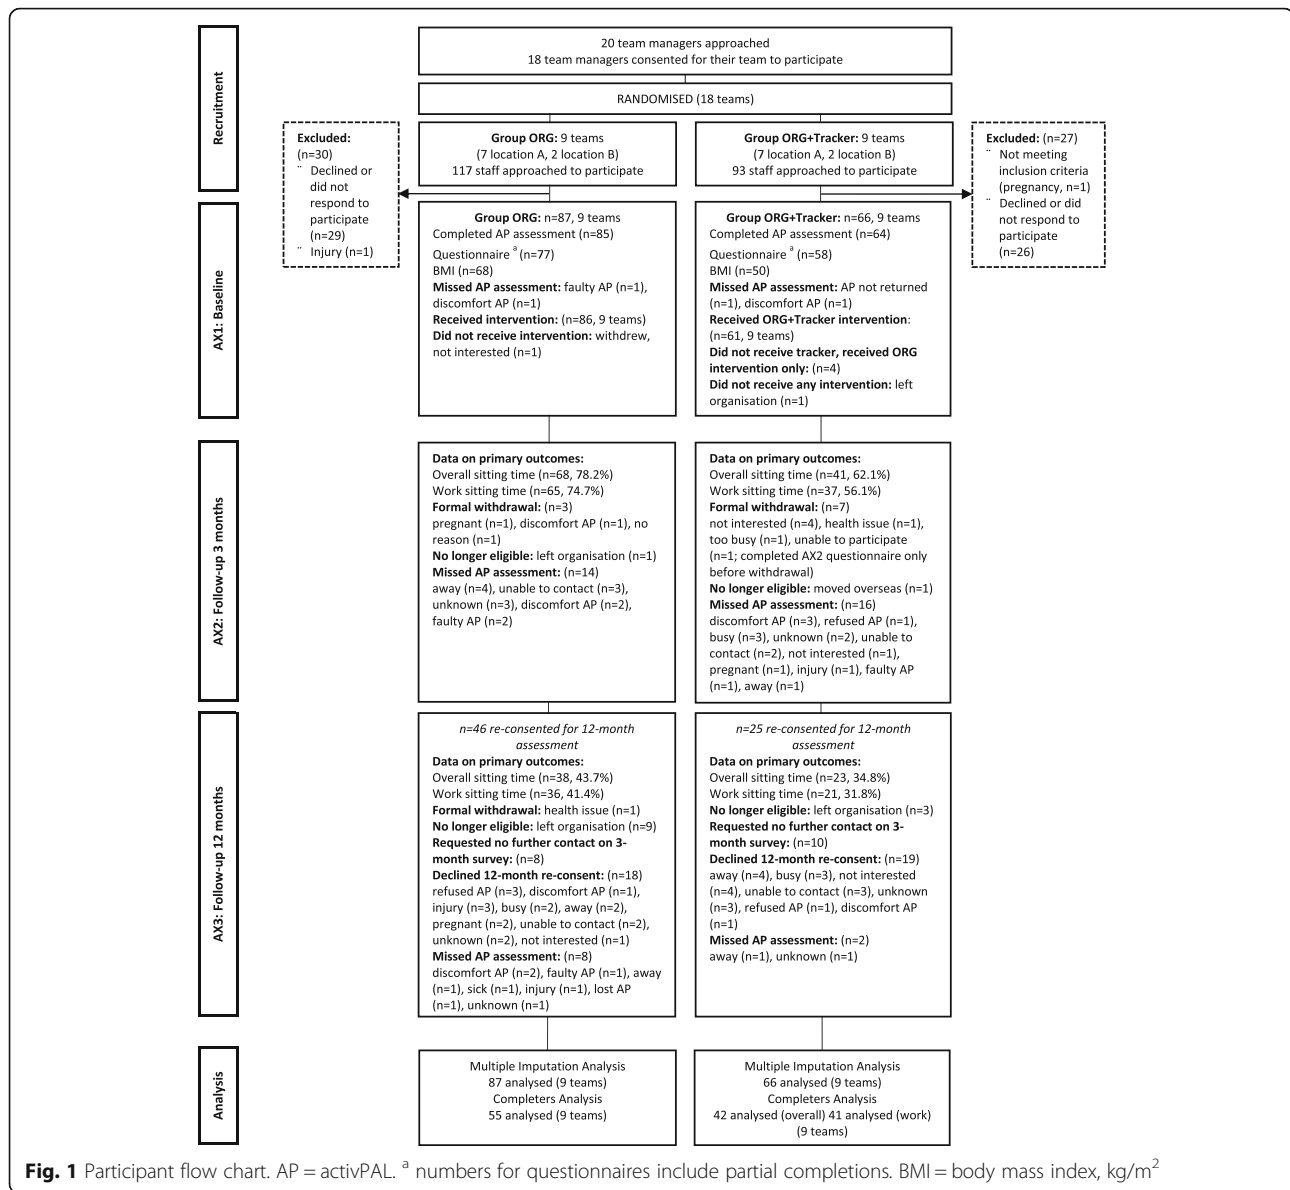 Recruitment
20 team managers approached
18 team managers consented for their team to participate
RANDOMISED (18 teams)
Excluded:
(n=30)
¨ Declined or
did not
respond to
participate
(n=29)
¨ Injury (n=1)
Group ORG: 9 teams
(7 location A, 2 location B)
117 staff approached to participate
Group ORG+Tracker: 9 teams
(7 location A, 2 location B)
93 staff approached to participate
Excluded: (n=27)
¨ Not meeting
inclusion criteria
(pregnancy, n=1)
¨ Declined or did
not respond to
participate
(n=26)
AX1: Baseline
Group ORG: n=87, 9 teams
Completed AP assessment (n=85)
Questionnaire a (n=77)
BMI (n=68)
Missed AP assessment: faulty AP (n=1),
discomfort AP (n=1)
Received intervention: (n=86, 9 teams)
Did not receive intervention: withdrew,
not interested (n=1)
Group ORG+Tracker: n=66, 9 teams
Completed AP assessment (n=64)
Questionnaire a (n=58)
BMI (n=50)
Missed AP assessment: AP not returned
(n=1), discomfort AP (n=1)
Received ORG+Tracker intervention:
(n=61, 9 teams)
Did not receive tracker, received ORG
intervention only: (n=4)
Did not receive any intervention: left
organisation (n=1)
AX2: Follow-up 3 months
Data on primary outcomes:
Overall sitting time (n=68, 78.2%)
Work sitting time (n=65, 74.7%)
Formal withdrawal: (n=3)
pregnant (n=1), discomfort AP (n=1), no
reason (n=1)
No longer eligible: left organisation (n=1)
Missed AP assessment: (n=14)
away (n=4), unable to contact (n=3),
unknown (n=3), discomfort AP (n=2),
faulty AP (n=2)
Data on primary outcomes:
Overall sitting time (n=41, 62.1%)
Work sitting time (n=37, 56.1%)
Formal withdrawal: (n=7)
not interested (n=4), health issue (n=1),
too busy (n=1), unable to participate
(n=1; completed AX2 questionnaire only
before withdrawal)
No longer eligible: moved overseas (n=1)
Missed AP assessment: (n=16)
discomfort AP (n=3), refused AP (n=1),
busy (n=3), unknown (n=2), unable to
contact (n=2), not interested (n=1),
pregnant (n=1), injury (n=1), faulty AP
(n=1), away (n=1)
AX3: Follow-up 12 months
n=46 re-consented for 12-month
assessment
Data on primary outcomes:
Overall sitting time (n=38, 43.7%)
Work sitting time (n=36, 41.4%)
Formal withdrawal: health issue (n=1)
No longer eligible: left organisation (n=9)
Requested no further contact on 3-
month survey: (n=8)
Declined 12-month re-consent: (n=18)
refused AP (n=3), discomfort AP (n=1),
injury (n=3), busy (n=2), away (n=2),
pregnant (n=2), unable to contact (n=2),
unknown (n=2), not interested (n=1)
Missed AP assessment: (n=8)
discomfort AP (n=2), faulty AP (n=1), away
(n=1), sick (n=1), injury (n=1), lost AP
(n=1), unknown (n=1)
n=25 re-consented for 12-month
assessment
Data on primary outcomes:
Overall sitting time (n=23, 34.8%)
Work sitting time (n=21, 31.8%)
No longer eligible: left organisation (n=3)
Requested no further contact on 3-
month survey: (n=10)
Declined 12-month re-consent: (n=19)
away (n=4), busy (n=3), not interested
(n=4), unable to contact (n=3), unknown
(n=3), refused AP (n=1), discomfort AP
(n=1)
Missed AP assessment: (n=2)
away (n=1), unknown (n=1)
Analysis
Multiple Imputation Analysis
87 analysed (9 teams)
Completers Analysis
55 analysed (9 teams)
Multiple Imputation Analysis
66 analysed (9 teams)
Completers Analysis
42 analysed (overall) 41 analysed (work)
(9 teams)
Fig. 1 Participant flow chart. AP = activPAL. a numbers for questionnaires include partial completions. BMI = body mass index, kg/m2